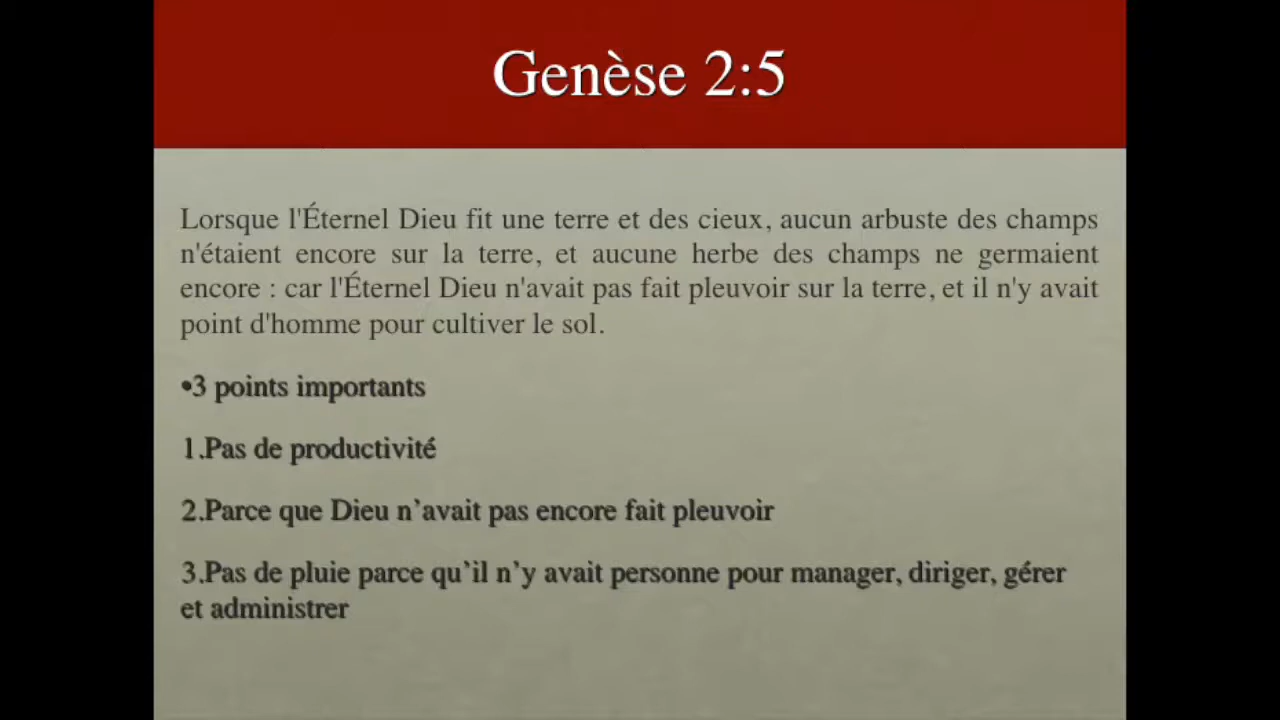 Genèse 2:5
Lorsque l'Éternel Dieu fit une terre et des cieux, aucun arbuste des champs
n'étaient encore sur la terre, et aucune herbe des champs ne germaient
encore : car l'Éternel Dieu n'avait pas fait pleuvoir sur la terre, et il n'y avait
point d'homme pour cultiver le sol.
•3 points importants
1.Pas de productivité
2.Parce que Dieu n’avait pas encore fait pleuvoir
3.Pas de pluie parce qu’il n’y avait personne pour manager, diriger, gérer
et administrer